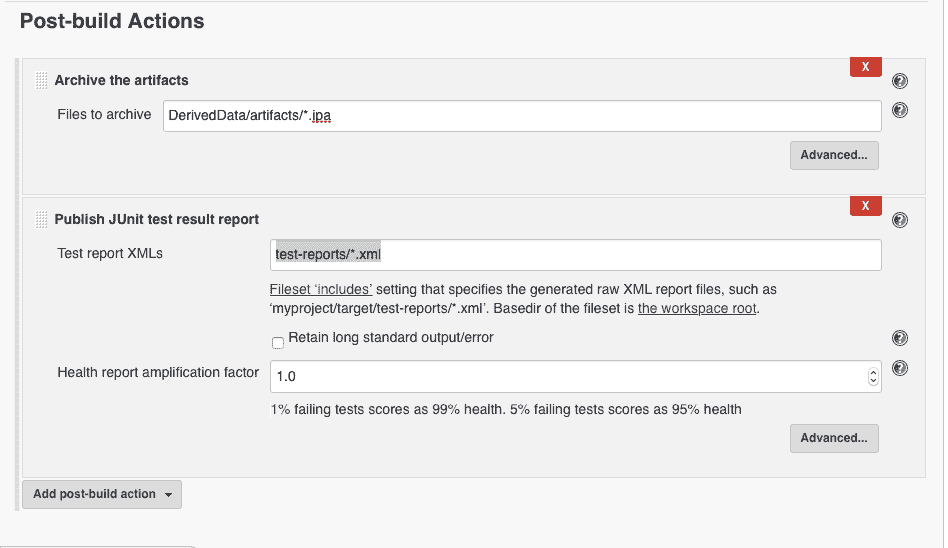 Post-build Actions
X
Archive the artifacts
Files to archive DerivedData/artifacts/*.ipa
Advanced...
X
Publish JUnit test result report
Test report XMLs test-reports/*.xml
Fileset ‘includes’ setting that specifies the generated raw XML report files, such as
‘myproject/target/test-reports/*.xml’. Basedir of the fileset is the workspace root.
Retain long standard output/error
Health report amplification factor 1.0
1% failing tests scores as 99% health. 5% failing tests scores as 95% health
Advanced...
Add post-build action